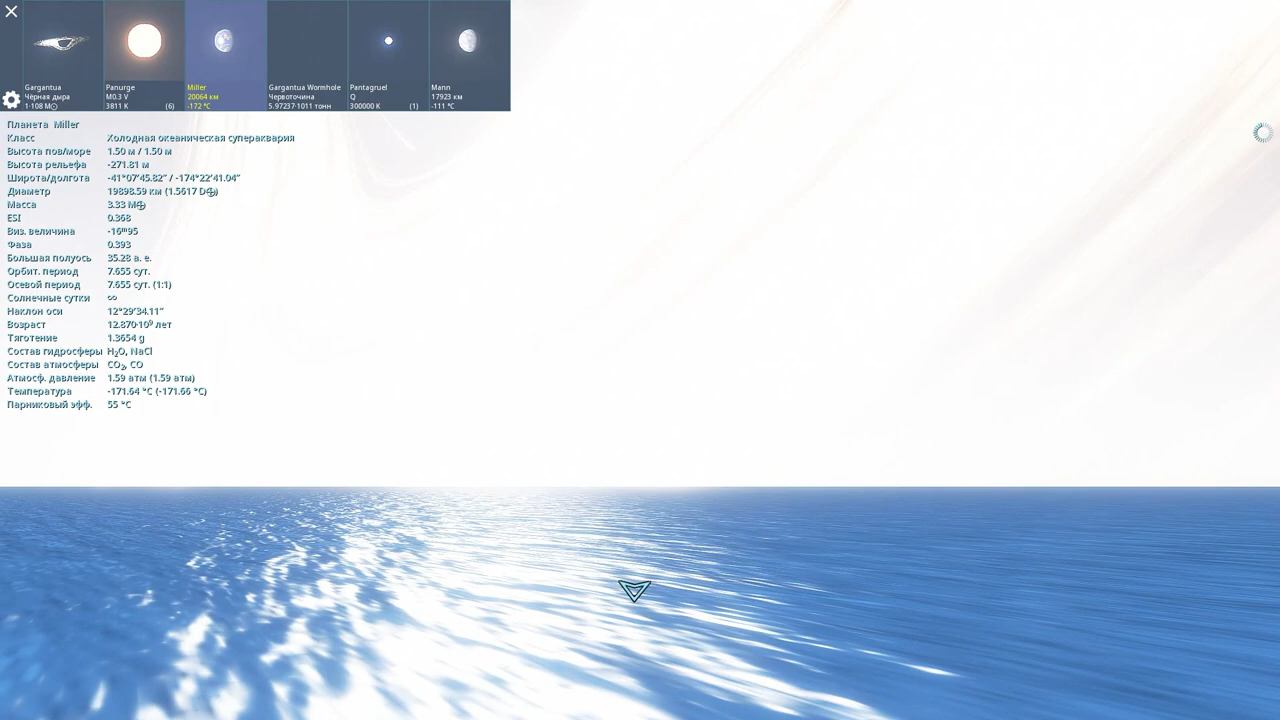 Gargantua
Чёрная дыра
1·108 M☉
Panurge
M0.3 V
3811 K (6)
Miller
20064 км
-172 °C
Gargantua Wormhole
Червоточина
5.97237·1011 тонн
Pantagruel
Q
300000 K (1)
Mann
17923 км
-111 °C
Планета Miller
Класс Холодная океаническая супераквария
Высота пов/море 1.50 м / 1.50 м
Высота рельефа -271.81 м
Широта/долгота -41°07'45.82" / -174°22'41.04"
Диаметр 19898.59 км (1.5617 D⊕)
Масса 3.33 M⊕
ESI 0.368
Виз. величина -16ᵐ95
Фаза 0.393
Большая полуось 35.28 а. е.
Орбит. период 7.655 сут.
Осевой период 7.655 сут. (1:1)
Солнечные сутки ∞
Наклон оси 12°29'34.11"
Возраст 12.870·10⁹ лет
Тяготение 1.3654 g
Состав гидросферы H₂O, NaCl
Состав атмосферы CO₂, CO
Атмосф. давление 1.59 атм (1.59 атм)
Температура -171.64 °C (-171.66 °C)
Парниковый эфф. 55 °C